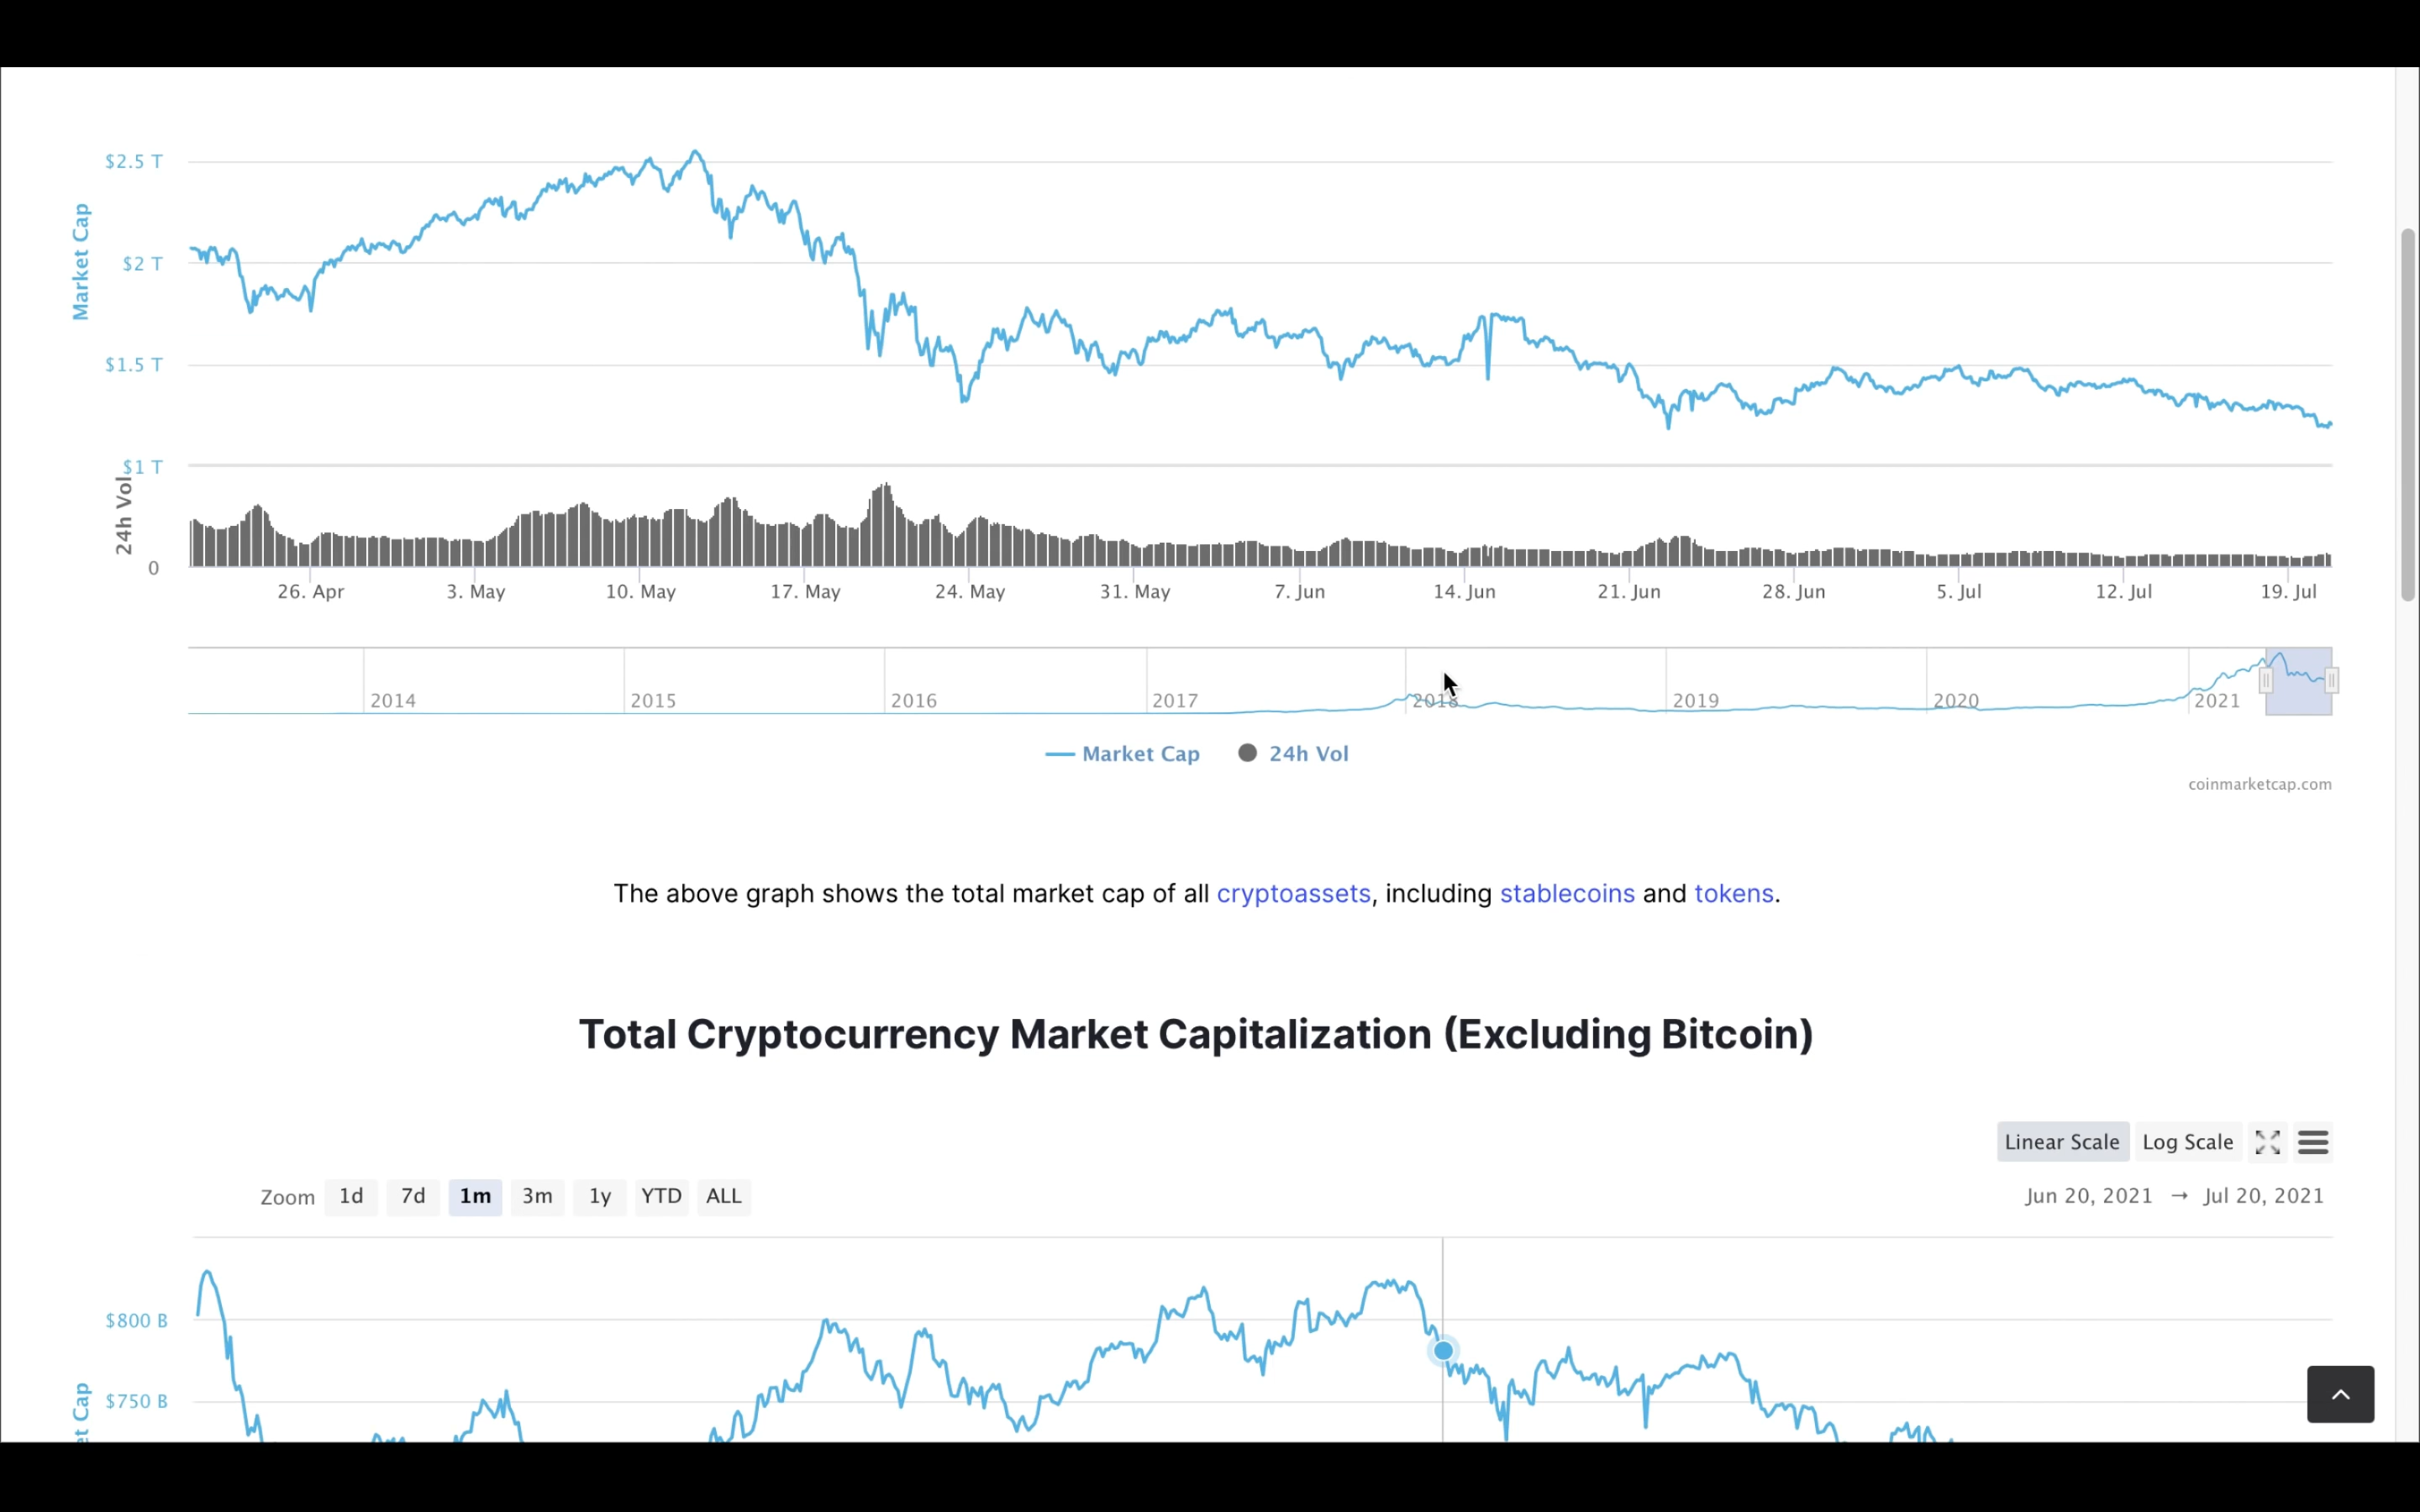 $2.5 T
$2 T
$1.5 T
$1 T
0
Market Cap
24h Vol
26. Apr 3. May 10. May 17. May 24. May 31. May 7. Jun 14. Jun 21. Jun 28. Jun 5. Jul 12. Jul 19. Jul
2014 2015 2016 2017 2018 2019 2020 2021
Market Cap 24h Vol
coinmarketcap.com
The above graph shows the total market cap of all cryptoassets, including stablecoins and tokens.
Total Cryptocurrency Market Capitalization (Excluding Bitcoin)
Linear Scale Log Scale
Zoom 1d 7d 1m 3m 1y YTD ALL
Jun 20, 2021 → Jul 20, 2021
$800 B
$750 B
et Cap